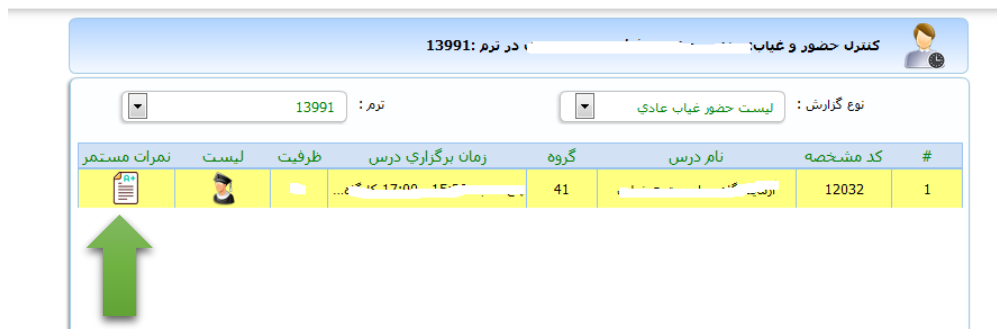 کنترل حضور و غیاب: در ترم :13991
نوع گزارش : لیست حضور غیاب عادي ترم : 13991
# کد مشخصه نام درس گروه زمان برگزاري درس ظرفیت لیست نمرات مستمر
1 12032 41 17:00
A+